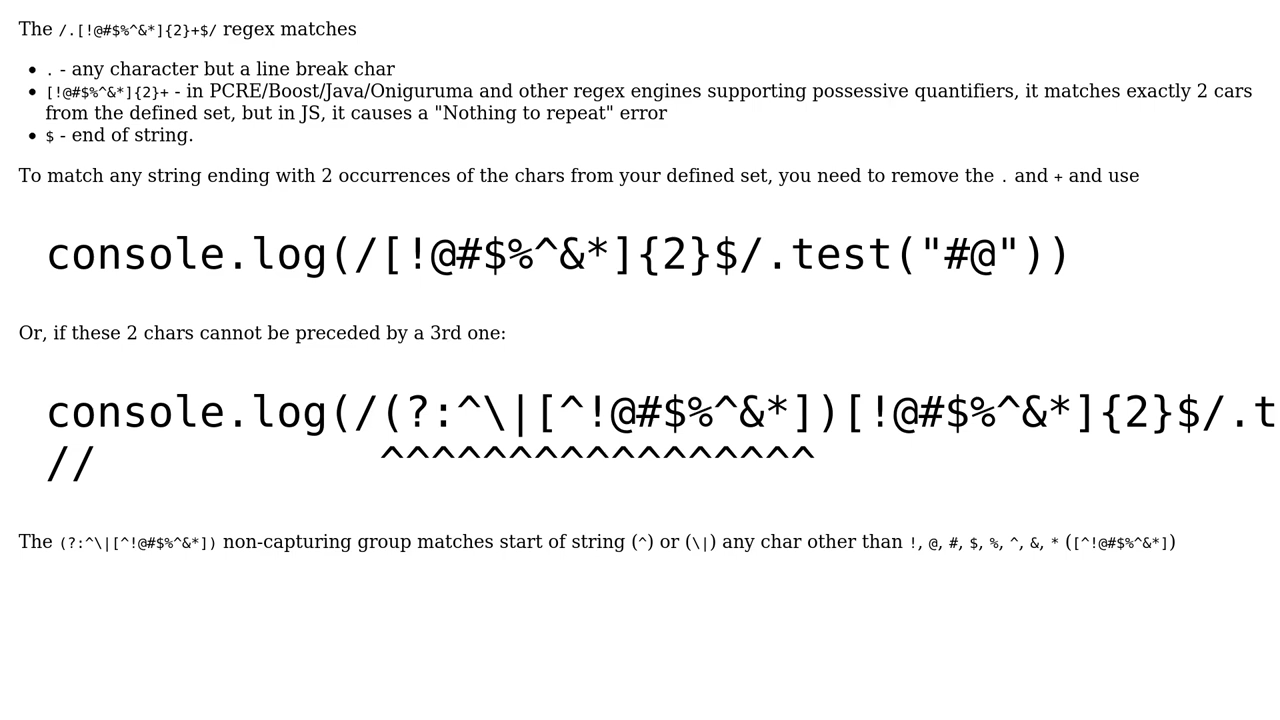 The /.[!@#$%^&*]{2}+$/ regex matches
• . - any character but a line break char
• [!@#$%^&*]{2}+ - in PCRE/Boost/Java/Oniguruma and other regex engines supporting possessive quantifiers, it matches exactly 2 cars
from the defined set, but in JS, it causes a "Nothing to repeat" error
• $ - end of string.
To match any string ending with 2 occurrences of the chars from your defined set, you need to remove the . and + and use
console.log(/[!@#$%^&*]{2}$/.test("#@"))
Or, if these 2 chars cannot be preceded by a 3rd one:
console.log(/(?:^\|[^!@#$%^&*])[!@#$%^&*]{2}$/.t
//           ^^^^^^^^^^^^^^^^^
The (?:^\|[^!@#$%^&*]) non-capturing group matches start of string (^) or (\|) any char other than !, @, #, $, %, ^, &, * ([^!@#$%^&*])